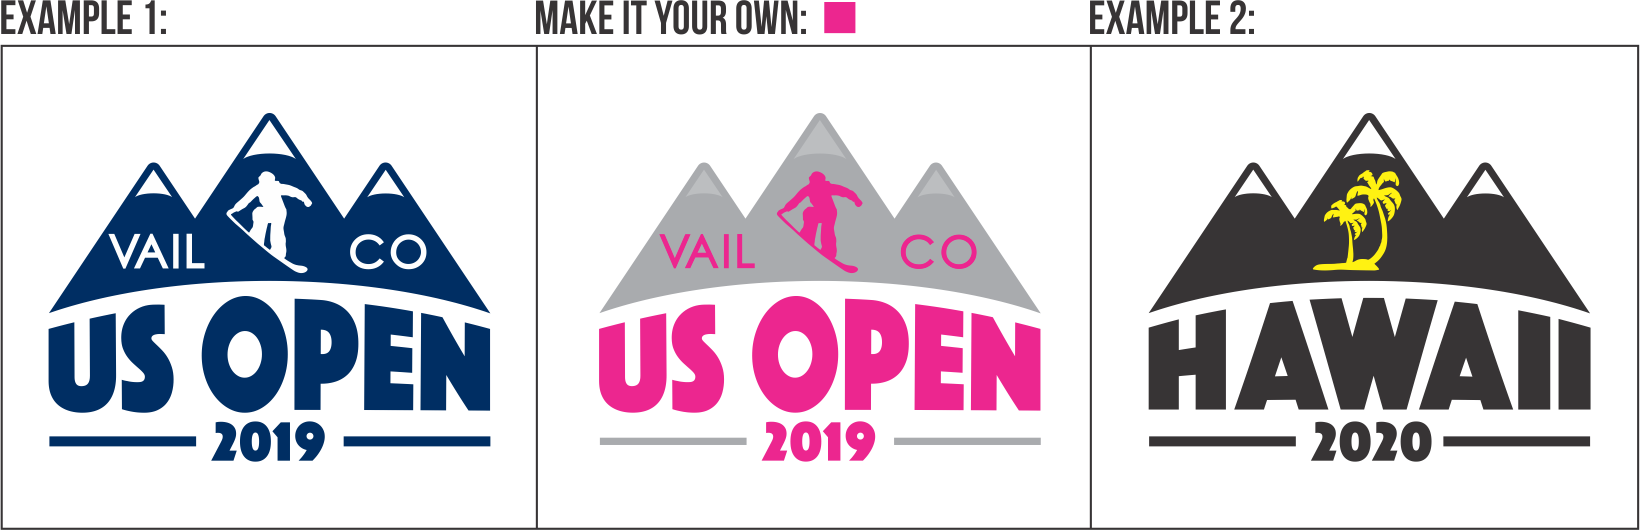 EXAMPLE 1:
VAIL CO
US OPEN
2019
MAKE IT YOUR OWN:
VAIL CO
US OPEN
2019
EXAMPLE 2:
HAWAII
2020